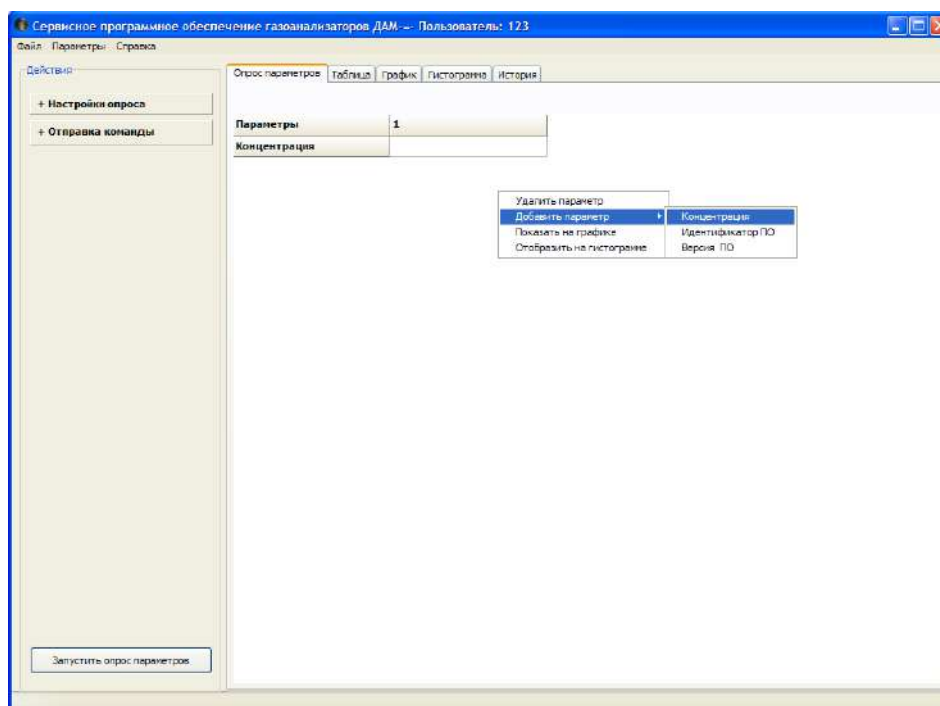 Сервисное программное обеспечение газоанализаторов ДАМ -=- Пользователь: 123
Файл Параметры Справка
Действия
Опрос параметров Таблица График Гистограмма История
+ Настройки опроса
+ Отправка команды
Параметры 1
Концентрация
Удалить параметр
Добавить параметр Концентрация
Показать на графике Идентификатор ПО
Отобразить на гистограмме Версия ПО
Запустить опрос параметров